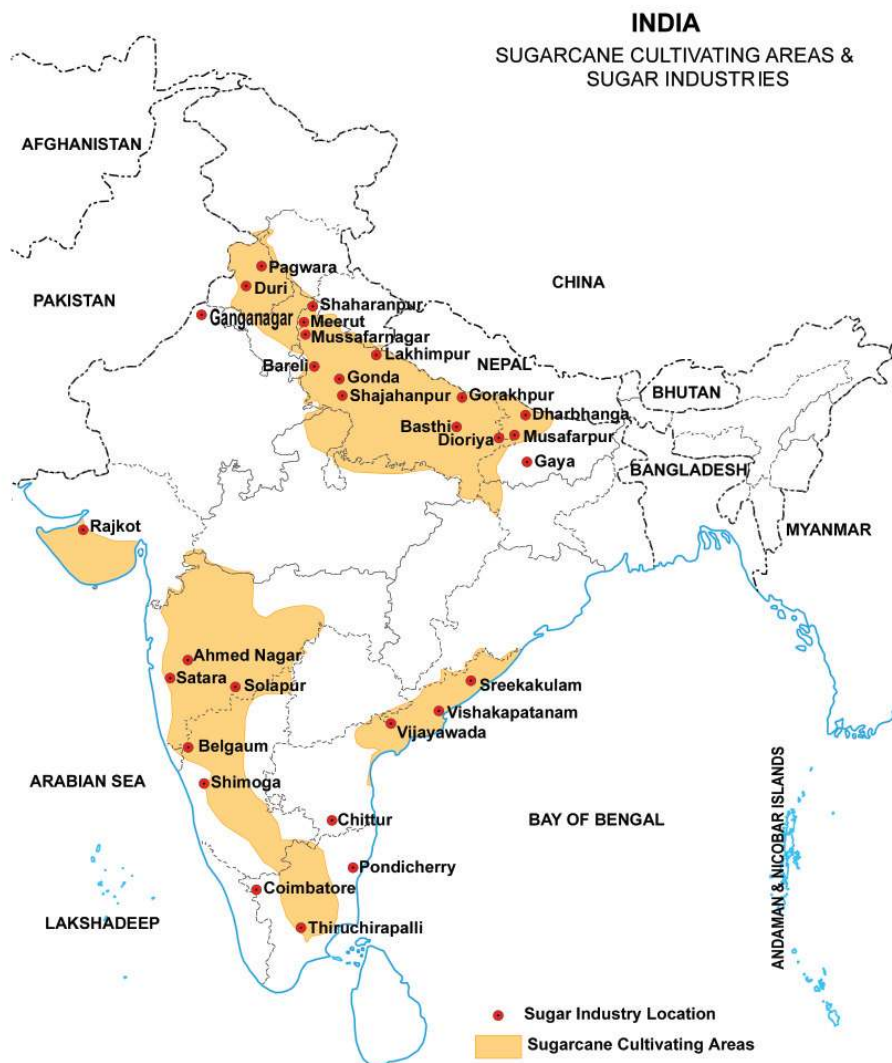 INDIA
SUGARCANE CULTIVATING AREAS &
SUGAR INDUSTRIES
AFGHANISTAN
PAKISTAN
CHINA
Pagwara
Duri
Ganganagar
Shaharanpur
Meerut
Mussafarnagar
Lakhimpur
NEPAL
Bareli
Gonda
Shajahanpur
Gorakhpur
BHUTAN
Dharbhanga
Basthi
Dioriya
Musafarpur
Gaya
BANGLADESH
MYANMAR
Rajkot
Ahmed Nagar
Satara
Solapur
Sreekakulam
Vishakapatanam
Vijayawada
Belgaum
ARABIAN SEA
Shimoga
Chittur
BAY OF BENGAL
Pondicherry
Coimbatore
LAKSHADEEP
Thiruchirapalli
ANDAMAN & NICOBAR ISLANDS
Sugar Industry Location
Sugarcane Cultivating Areas